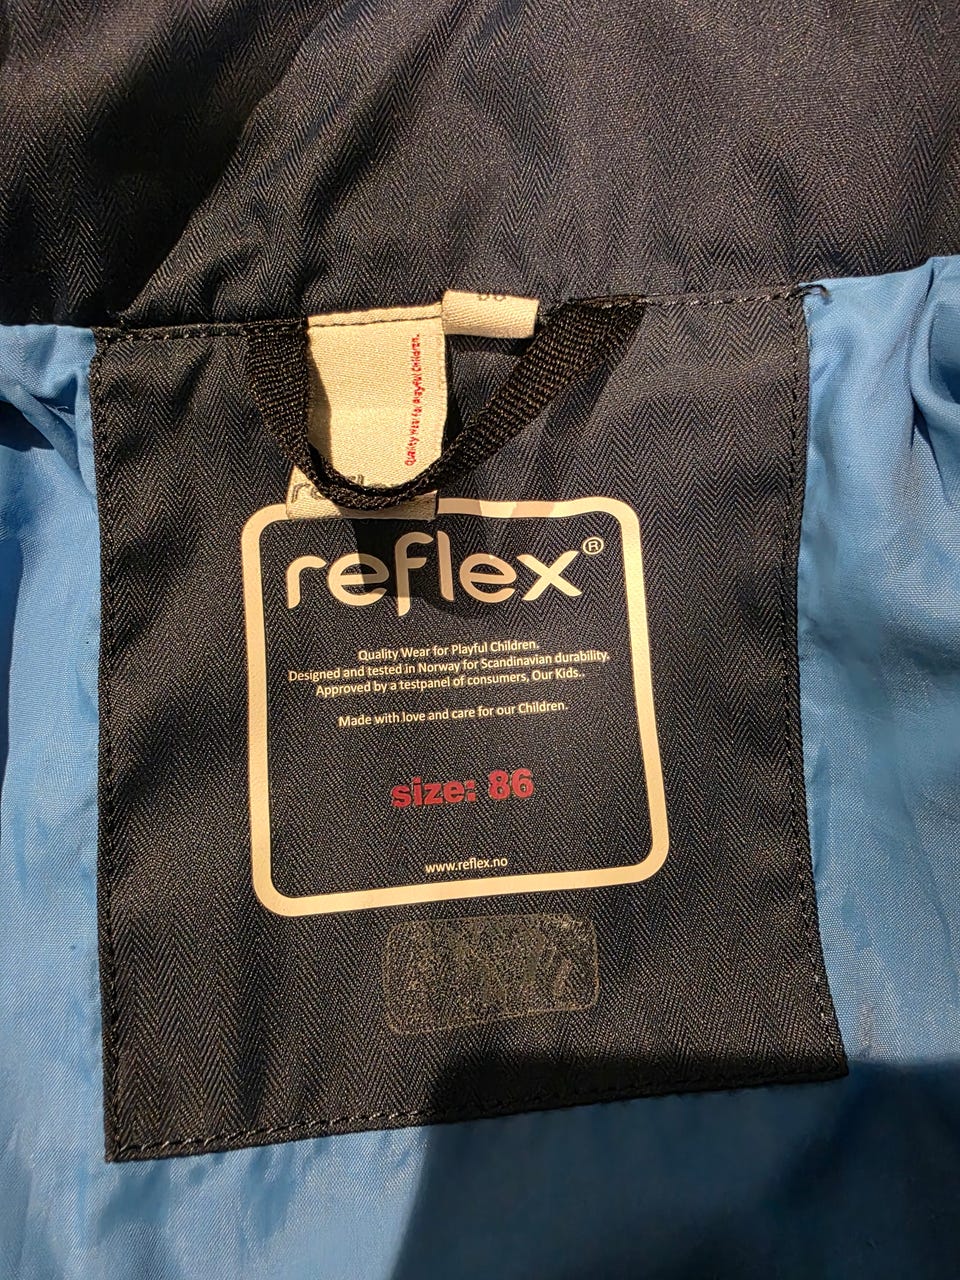 Quality Wear for playful Children.
reflex®
Quality Wear for Playful Children.
Designed and tested in Norway for Scandinavian durability.
Approved by a testpanel of consumers, Our Kids..
Made with love and care for our Children.
size: 86
www.reflex.no